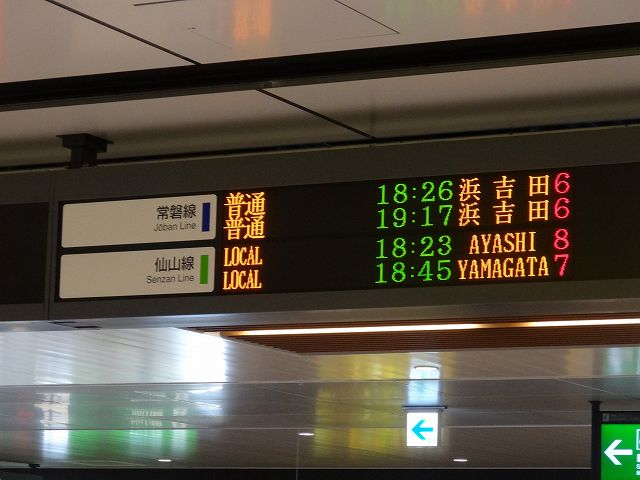 常磐線 普通 18:26 浜吉田 6
Jōban Line 普通 19:17 浜吉田 6
仙山線 LOCAL 18:23 AYASHI 8
Senzan Line LOCAL 18:45 YAMAGATA 7